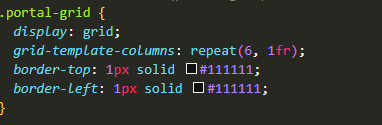 .portal-grid {
display: grid;
grid-template-columns: repeat(6, 1fr);
border-top: 1px solid #111111;
border-left: 1px solid #111111;
}